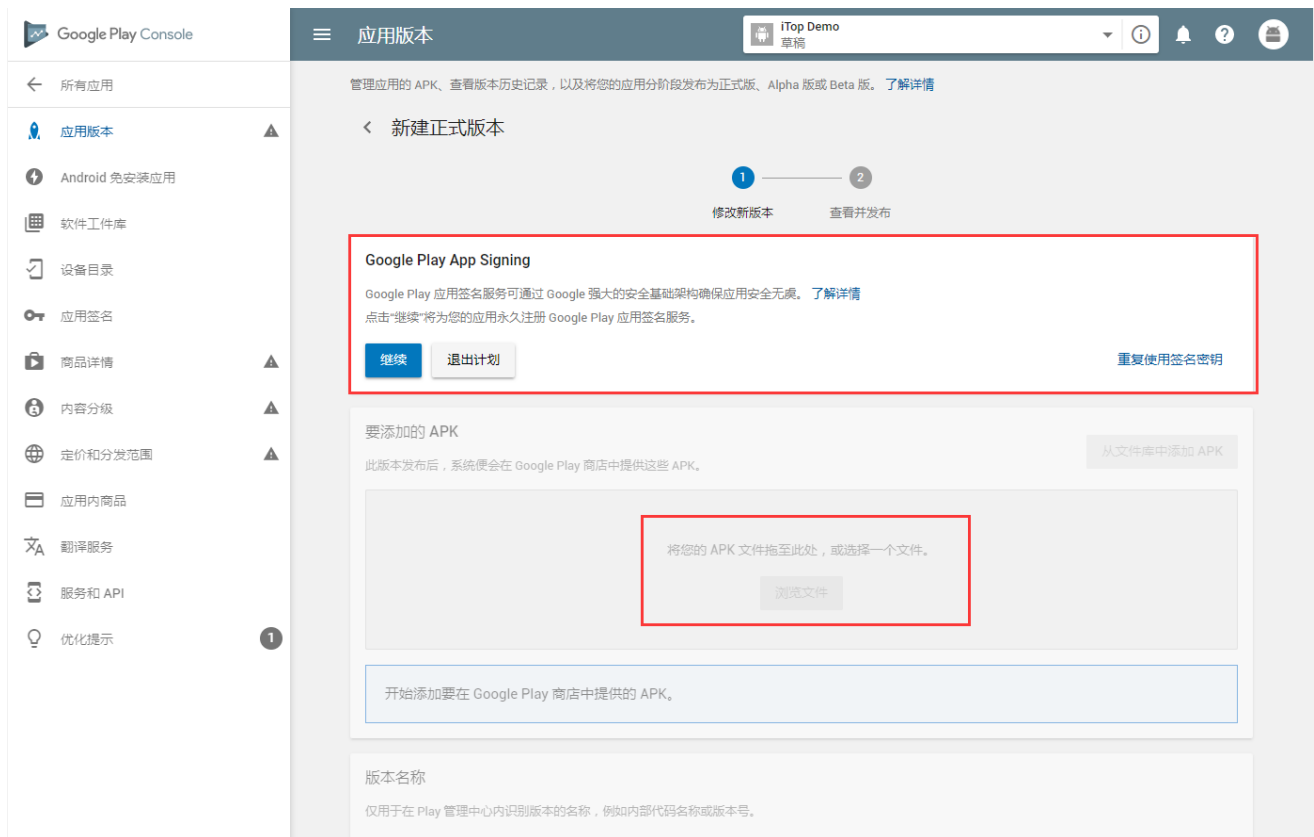 Google Play Console
应用版本
iTop Demo
草稿
所有应用
应用版本
Android 免安装应用
软件工件库
设备目录
应用签名
商品详情
内容分级
定价和分发范围
应用内商品
翻译服务
服务和 API
优化提示
1
管理应用的 APK、查看版本历史记录，以及将您的应用分阶段发布为正式版、Alpha 版或 Beta 版。 了解详情
新建正式版本
1
2
修改新版本
查看并发布
Google Play App Signing
Google Play 应用签名服务可通过 Google 强大的安全基础架构确保应用安全无虞。 了解详情
点击“继续”将为您的应用永久注册 Google Play 应用签名服务。
继续
退出计划
重复使用签名密钥
要添加的 APK
此版本发布后，系统便会在 Google Play 商店中提供这些 APK。
从文件库中添加 APK
将您的 APK 文件拖至此处，或选择一个文件。
浏览文件
开始添加要在 Google Play 商店中提供的 APK。
版本名称
仅用于在 Play 管理中心内识别版本的名称，例如内部代码名称或版本号。